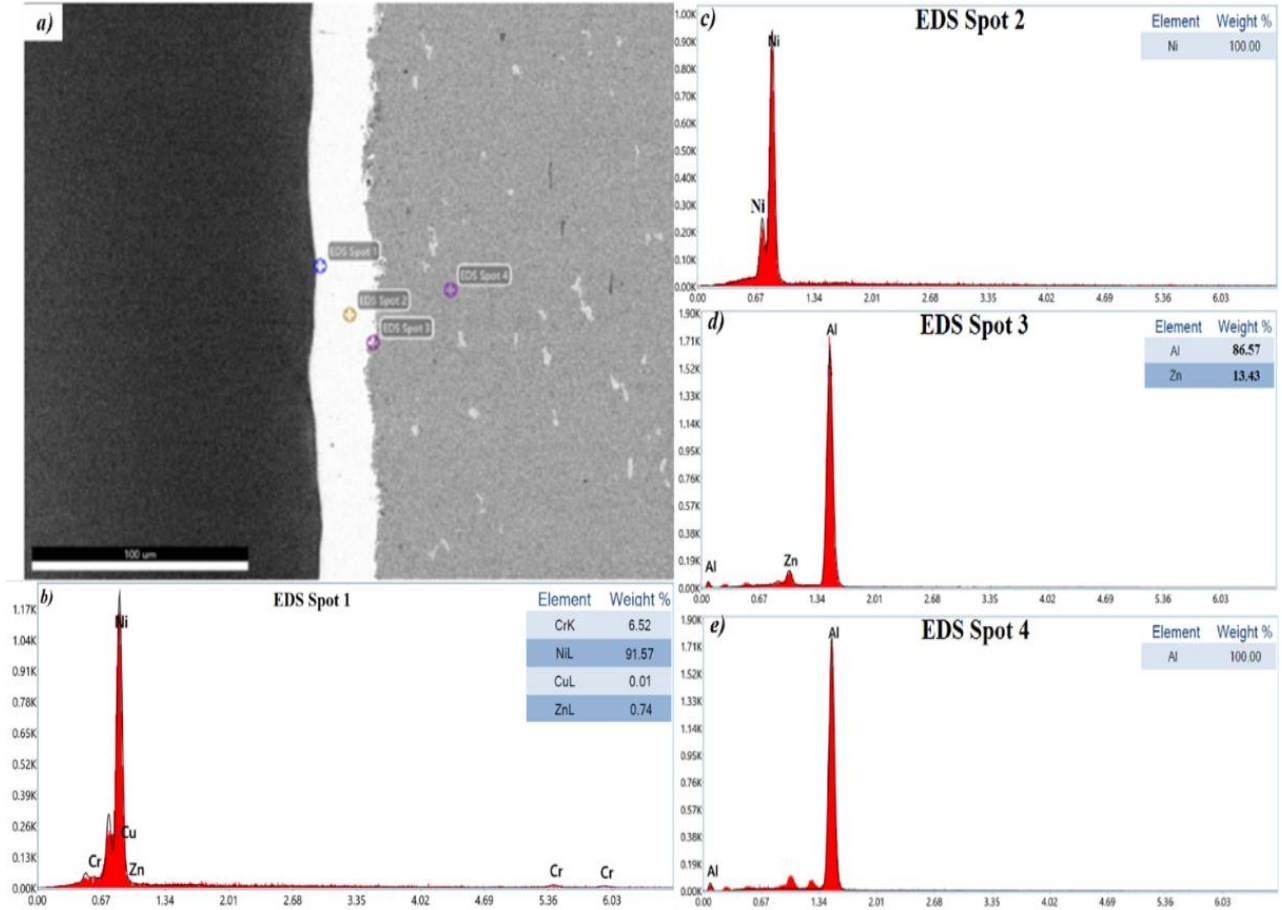 a)
EDS Spot 1
EDS Spot 2
EDS Spot 3
EDS Spot 4
100 um
b)
EDS Spot 1
Element Weight %
CrK 6.52
NiL 91.57
CuL 0.01
ZnL 0.74
1.17K
1.04K
0.91K
0.78K
0.65K
0.52K
0.39K
0.26K
0.13K
0.00K
Ni
Cu
Cr
Zn
Cr
Cr
0.00 0.67 1.34 2.01 2.68 3.35 4.02 4.69 5.36 6.03
c)
EDS Spot 2
Element Weight %
Ni 100.00
1.00K
0.90K
0.80K
0.70K
0.60K
0.50K
0.40K
0.30K
0.20K
0.10K
0.00K
Ni
Ni
0.00 0.67 1.34 2.01 2.68 3.35 4.02 4.69 5.36 6.03
d)
EDS Spot 3
Element Weight %
Al 86.57
Zn 13.43
1.90K
1.71K
1.52K
1.33K
1.14K
0.95K
0.76K
0.57K
0.38K
0.19K
0.00K
Al
Zn
Al
0.00 0.67 1.34 2.01 2.68 3.35 4.02 4.69 5.36 6.03
e)
EDS Spot 4
Element Weight %
Al 100.00
1.90K
1.71K
1.52K
1.33K
1.14K
0.95K
0.76K
0.57K
0.38K
0.19K
0.00K
Al
Al
0.00 0.67 1.34 2.01 2.68 3.35 4.02 4.69 5.36 6.03